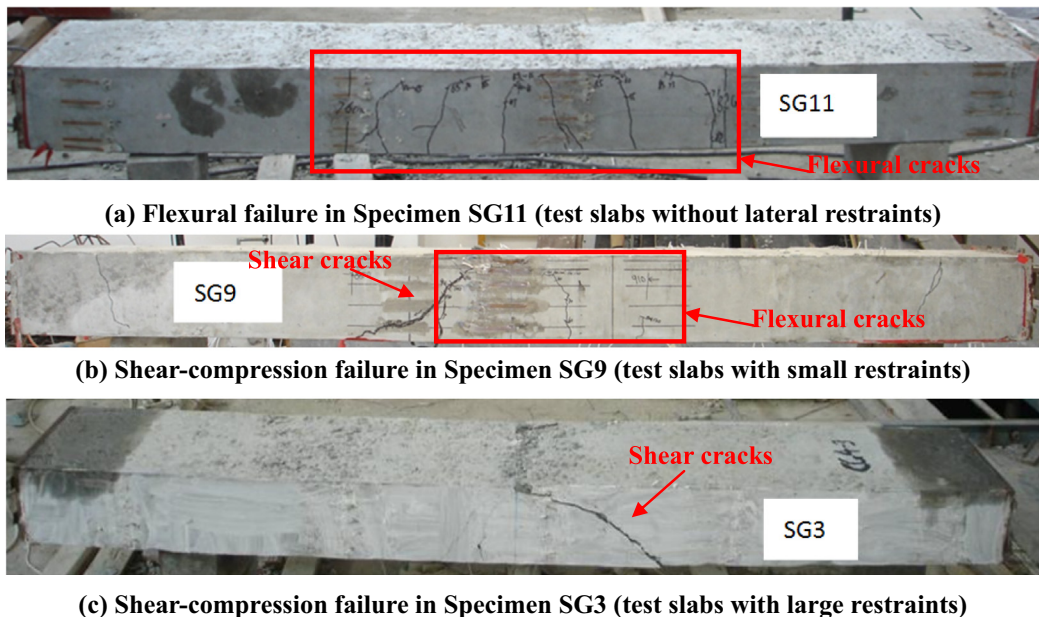 SG11
Flexural cracks
(a) Flexural failure in Specimen SG11 (test slabs without lateral restraints)
Shear cracks
SG9
Flexural cracks
(b) Shear-compression failure in Specimen SG9 (test slabs with small restraints)
Shear cracks
SG3
(c) Shear-compression failure in Specimen SG3 (test slabs with large restraints)